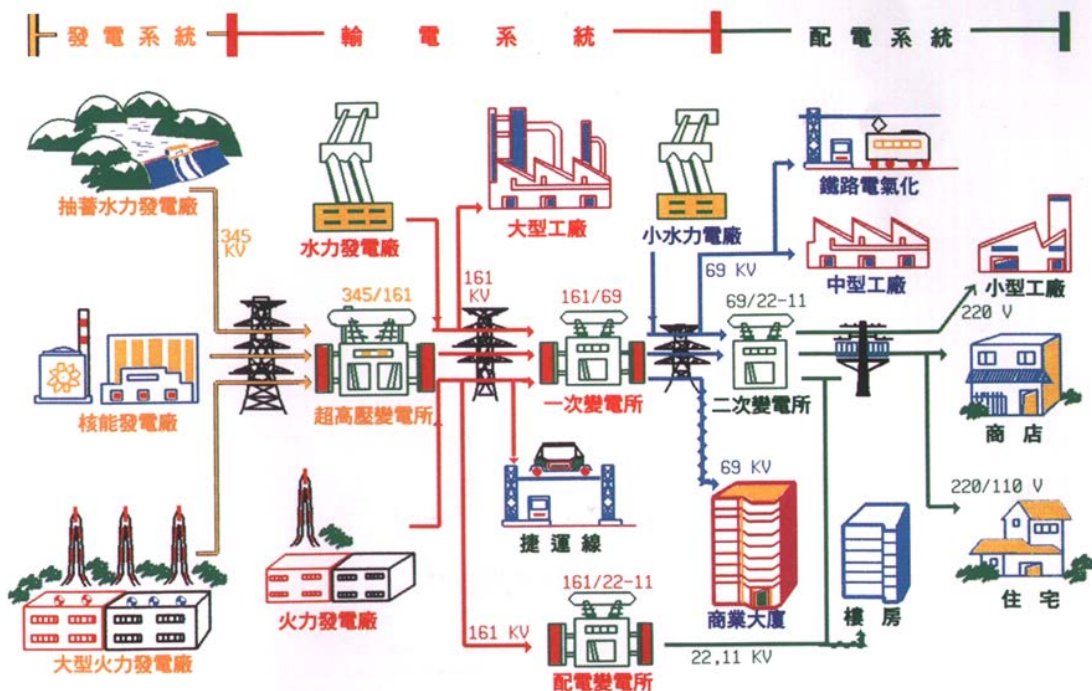 發電系統 輸電系統 配電系統
抽蓄水力發電廠
345
KV
水力發電廠
大型工廠
小水力電廠
鐵路電氣化
69 KV
中型工廠
小型工廠
220 V
345/161
161
KV
161/69
69/22-11
核能發電廠
超高壓變電所
一次變電所
二次變電所
商店
69 KV
220/110 V
捷運線
161/22-11
大型火力發電廠
火力發電廠
161 KV
配電變電所
22,11 KV
商業大廈
樓房
住宅